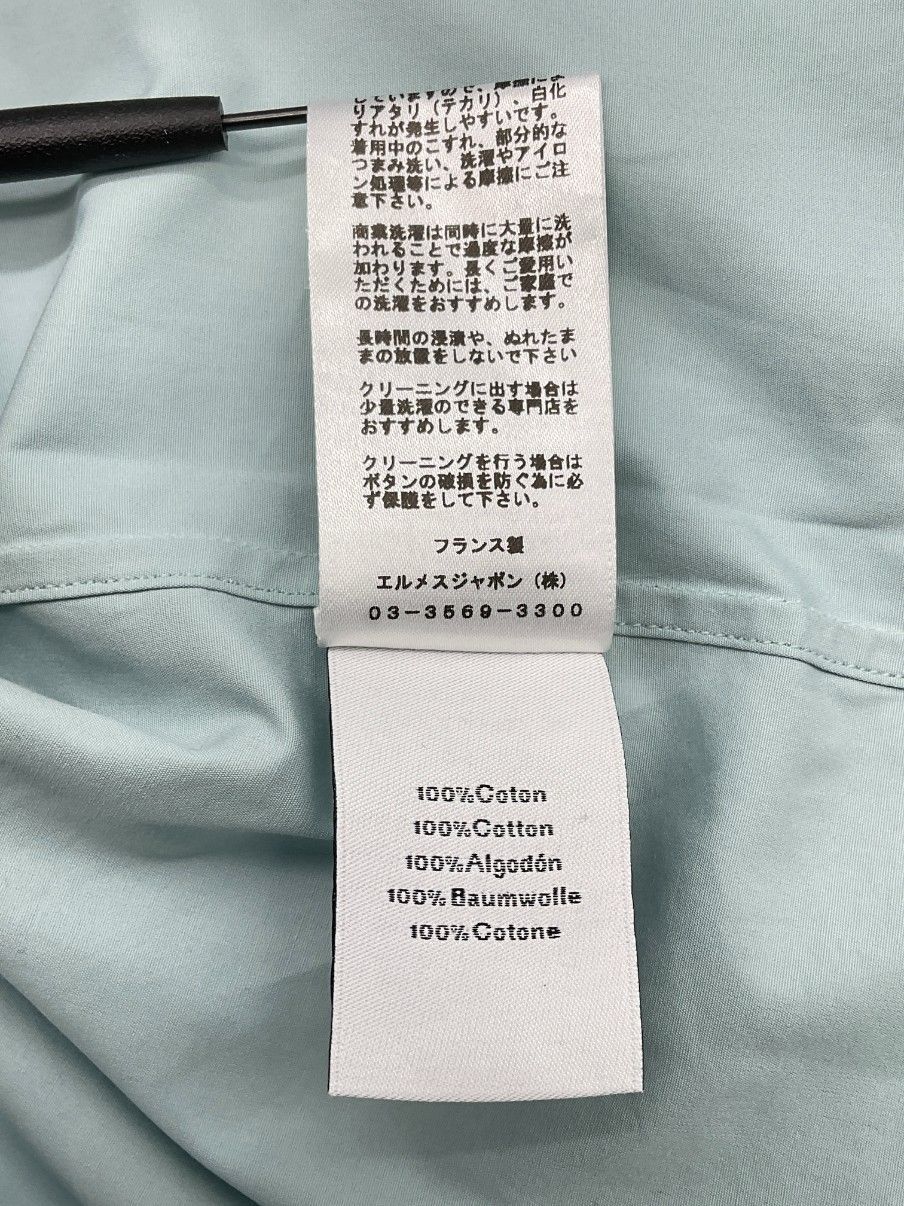 していますので、摩擦によ
りアタリ（テカリ）、白化
すれが発生しやすいです。
着用中のこすれ、部分的な
つまみ洗い、洗濯やアイロ
ン処理等による摩擦にご注
意下さい。
商業洗濯は同時に大量に洗
われることで過度な摩擦が
加わります。長くご愛用い
ただくためには、ご家庭で
の洗濯をおすすめします。
長時間の浸漬や、ぬれたま
まの放置をしないで下さい
クリーニングに出す場合は
少量洗濯のできる専門店を
おすすめします。
クリーニングを行う場合は
ボタンの破損を防ぐ為に必
ず保護をして下さい。
フランス製
エルメスジャポン（株）
03-3569-3300
100%Coton
100%Cotton
100%Algodón
100%Baumwolle
100%Cotone